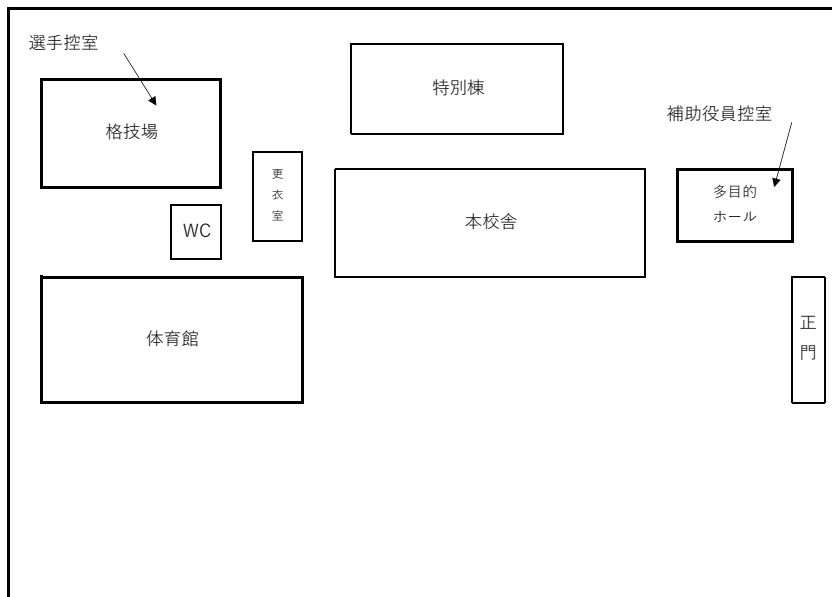 選手控室
特別棟
補助役員控室
格技場
更衣室
多目的
ホール
WC
本校舎
正門
体育館